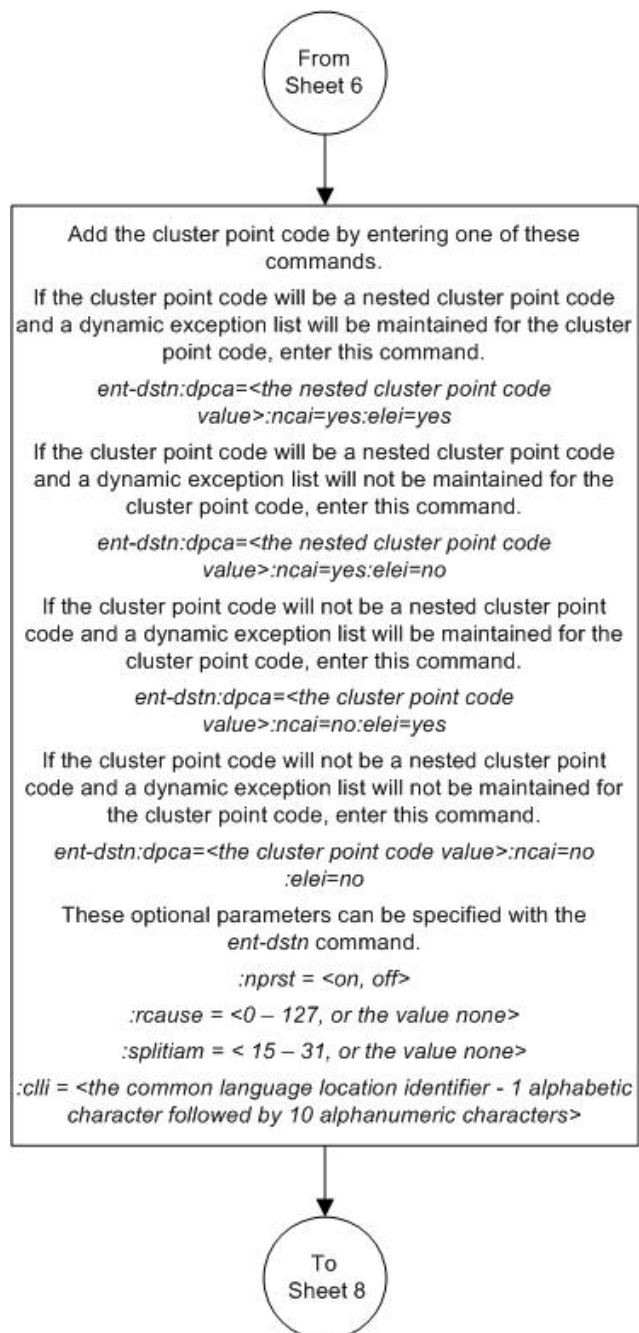 From
Sheet 6
Add the cluster point code by entering one of these
commands.
If the cluster point code will be a nested cluster point code
and a dynamic exception list will be maintained for the cluster
point code, enter this command.
ent-dstn:dpca=<the nested cluster point code
value>:ncai=yes:elei=yes
If the cluster point code will be a nested cluster point code
and a dynamic exception list will not be maintained for the
cluster point code, enter this command.
ent-dstn:dpca=<the nested cluster point code
value>:ncai=yes:elei=no
If the cluster point code will not be a nested cluster point
code and a dynamic exception list will be maintained for the
cluster point code, enter this command.
ent-dstn:dpca=<the cluster point code
value>:ncai=no:elei=yes
If the cluster point code will not be a nested cluster point
code and a dynamic exception list will not be maintained for
the cluster point code, enter this command.
ent-dstn:dpca=<the cluster point code value>:ncai=no
:elei=no
These optional parameters can be specified with the
ent-dstn command.
:nprst = <on, off>
:rcause = <0 – 127, or the value none>
:splitiam = < 15 – 31, or the value none>
:clli = <the common language location identifier - 1 alphabetic
character followed by 10 alphanumeric characters>
To
Sheet 8